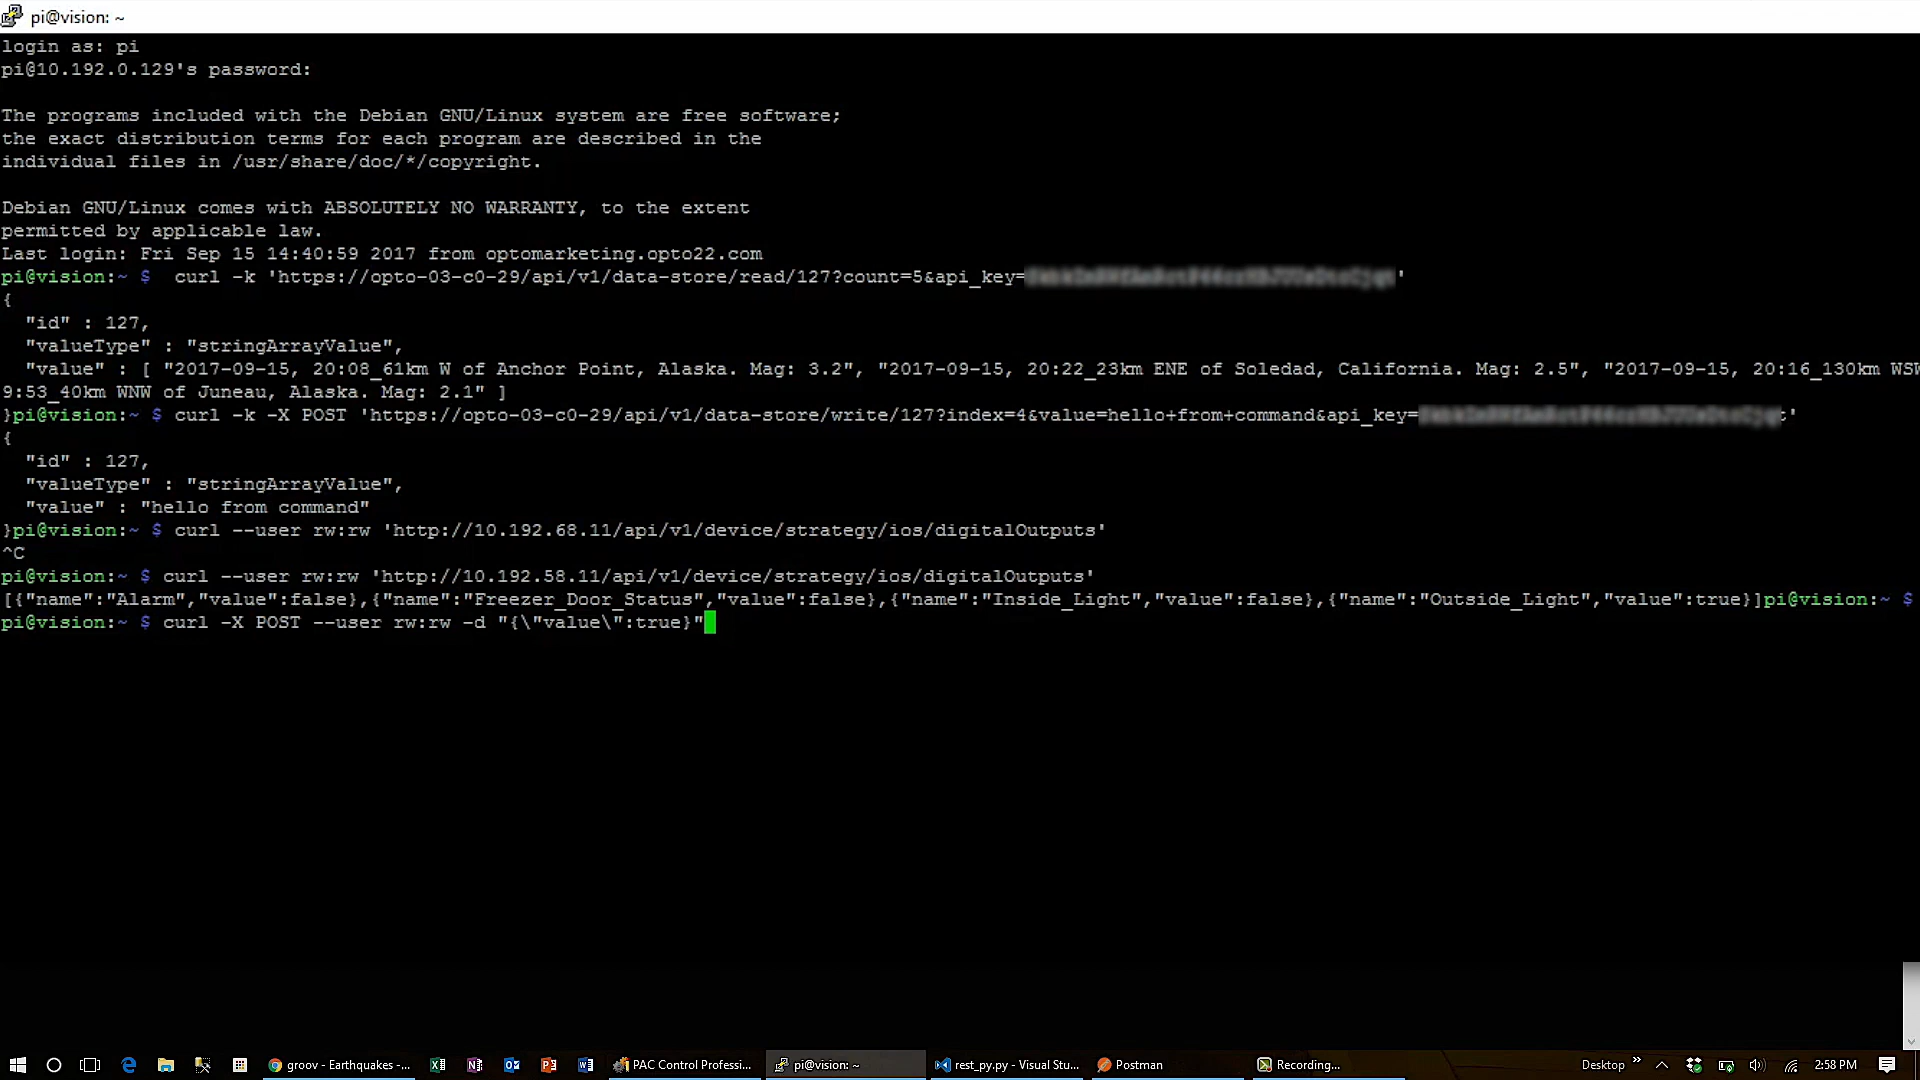 pi@vision: ~
login as: pi
pi@10.192.0.129's password:
The programs included with the Debian GNU/Linux system are free software;
the exact distribution terms for each program are described in the
individual files in /usr/share/doc/*/copyright.
Debian GNU/Linux comes with ABSOLUTELY NO WARRANTY, to the extent
permitted by applicable law.
Last login: Fri Sep 15 14:40:59 2017 from optomarketing.opto22.com
pi@vision:~ $  curl -k 'https://opto-03-c0-29/api/v1/data-store/read/127?count=5&api_key='
{
  "id" : 127,
  "valueType" : "stringArrayValue",
  "value" : [ "2017-09-15, 20:08_61km W of Anchor Point, Alaska. Mag: 3.2", "2017-09-15, 20:22_23km ENE of Soledad, California. Mag: 2.5", "2017-09-15, 20:16_130km WSW
9:53_40km WNW of Juneau, Alaska. Mag: 2.1" ]
}pi@vision:~ $ curl -k -X POST 'https://opto-03-c0-29/api/v1/data-store/write/127?index=4&value=hello+from+command&api_key=t'
{
  "id" : 127,
  "valueType" : "stringArrayValue",
  "value" : "hello from command"
}pi@vision:~ $ curl --user rw:rw 'http://10.192.68.11/api/v1/device/strategy/ios/digitalOutputs'
^C
pi@vision:~ $ curl --user rw:rw 'http://10.192.58.11/api/v1/device/strategy/ios/digitalOutputs'
[{"name":"Alarm","value":false},{"name":"Freezer_Door_Status","value":false},{"name":"Inside_Light","value":false},{"name":"Outside_Light","value":true}]pi@vision:~ $
pi@vision:~ $ curl -X POST --user rw:rw -d "{\"value\":true}"
groov - Earthquakes -... PAC Control Professi... pi@vision: ~ rest_py.py - Visual Stu... Postman Recording... Desktop 2:58 PM